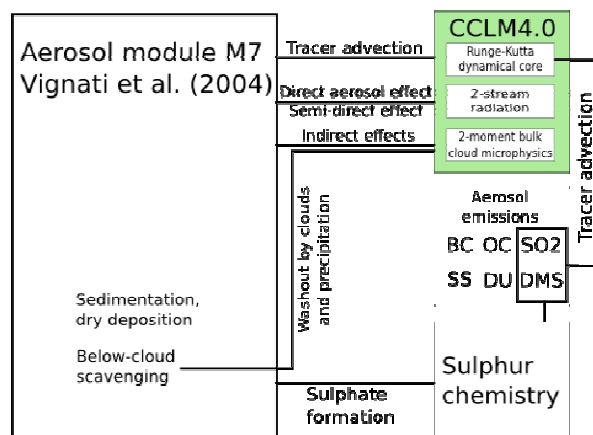 Aerosol module M7
Vignati et al. (2004)
Sedimentation,
dry deposition
Below-cloud
scavenging
Tracer advection
Direct aerosol effect
Semi-direct effect
Indirect effects
Washout by clouds
and precipitation
Sulphate
formation
CCLM4.0
Runge-Kutta
dynamical core
2-stream
radiation
2-moment bulk
cloud microphysics
Tracer advection
Aerosol
emissions
BC OC SO2
SS DU DMS
Sulphur
chemistry